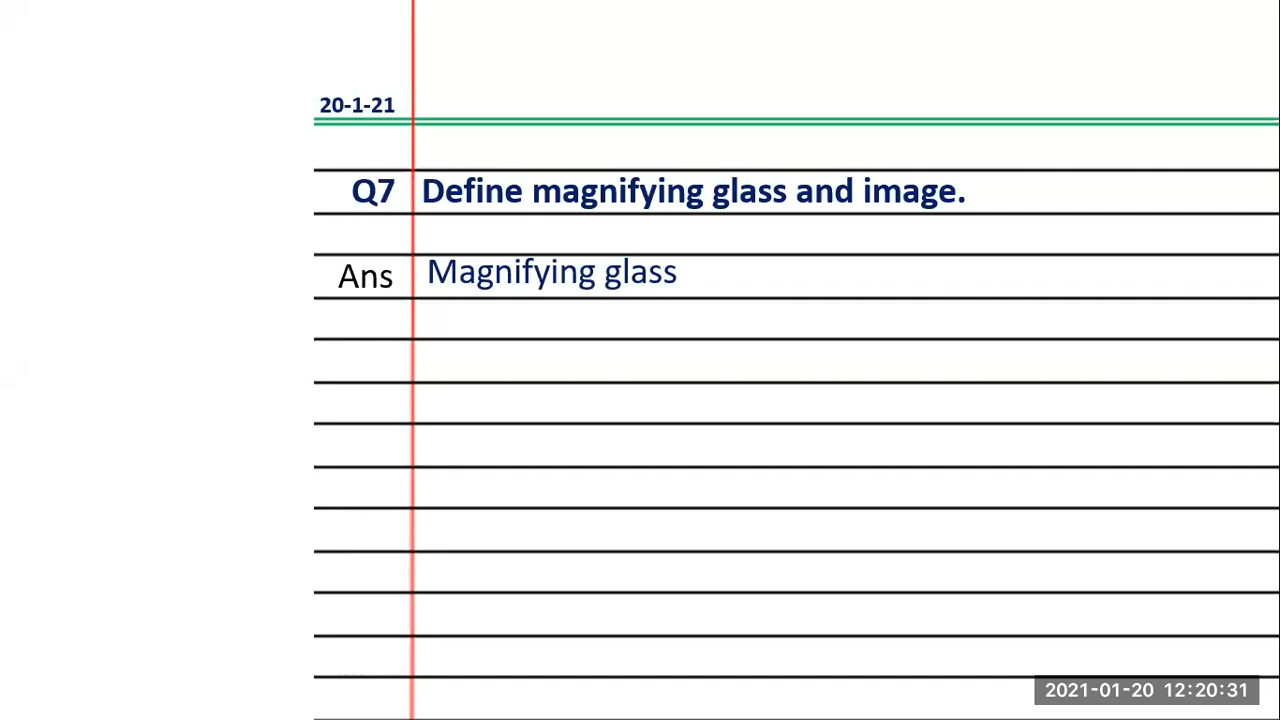 20-1-21
Q7 Define magnifying glass and image.
Ans Magnifying glass
2021-01-20 12:20:31